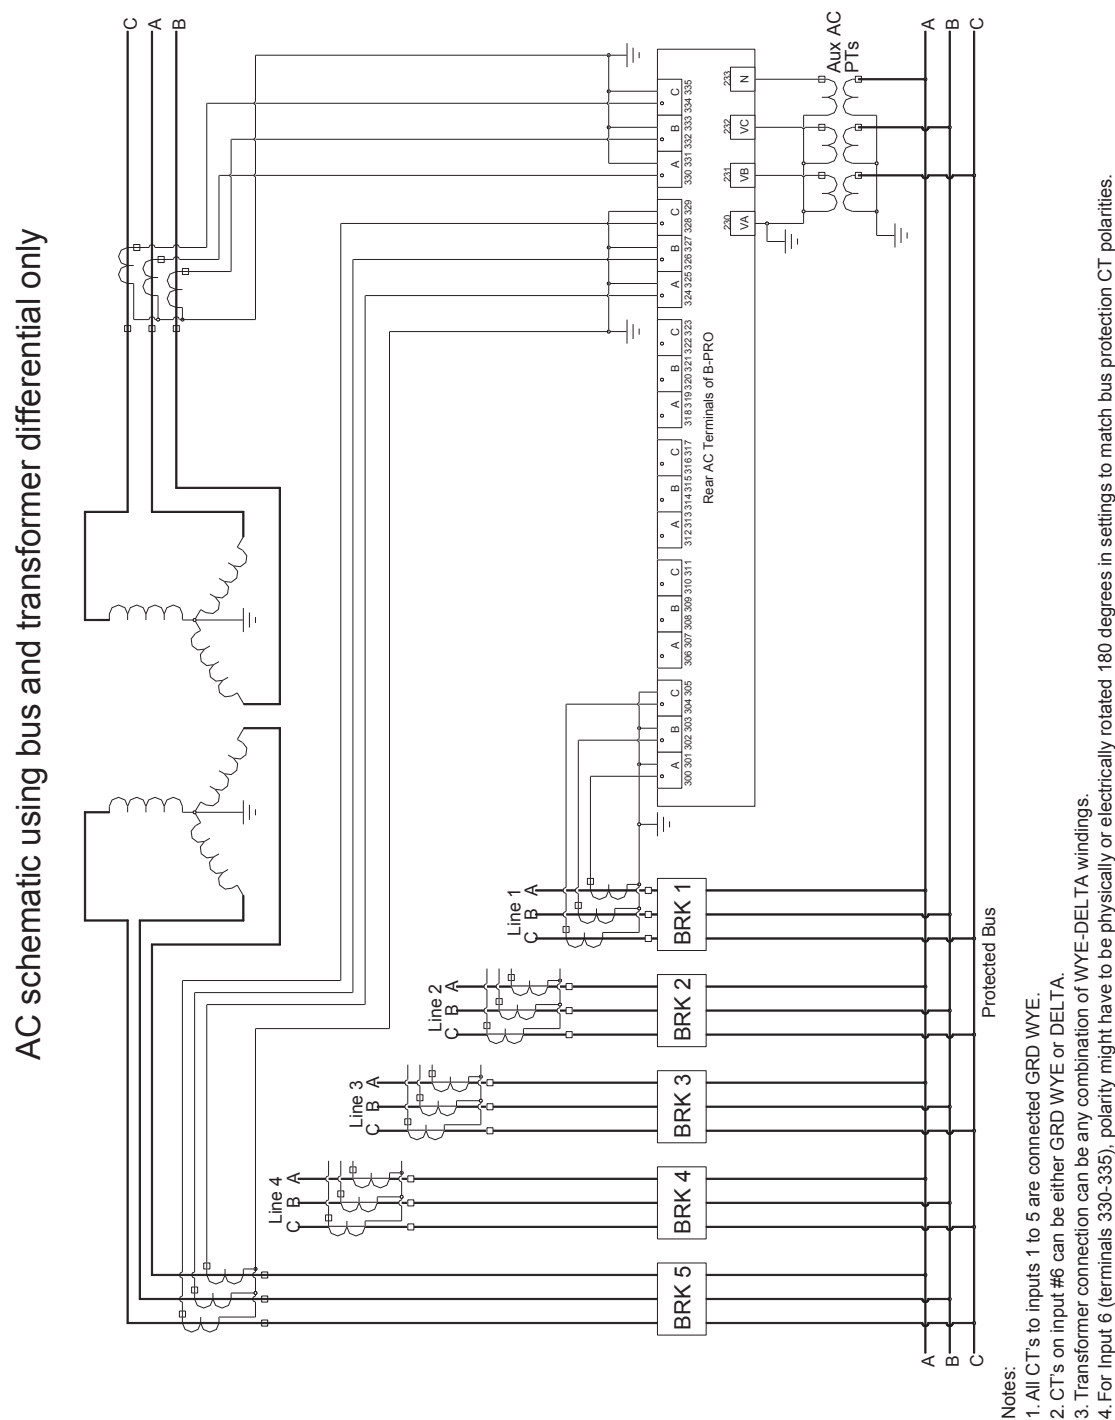 AC schematic using bus and transformer differential only
C
A
B
Line 4
C B A
Line 3
C B A
Line 2
C B A
Line 1
C B A
BRK 5
BRK 4
BRK 3
BRK 2
BRK 1
A B C
A B C
A B C
A B C
A B C
A B C
300 301 302 303 304 305
306 307 308 309 310 311
312 313 314 315 316 317
318 319 320 321 322 323
324 325 326 327 328 329
330 331 332 333 334 335
Rear AC Terminals of B-PRO
230 231 232 233
VA VB VC N
Aux AC
PTs
A
B
C
A
B
C
Protected Bus
Notes:
1. All CT's to inputs 1 to 5 are connected GRD WYE.
2. CT's on input #6 can be either GRD WYE or DELTA.
3. Transformer connection can be any combination of WYE-DELTA windings.
4. For Input 6 (terminals 330-335), polarity might have to be physically or electrically rotated 180 degrees in settings to match bus protection CT polarities.